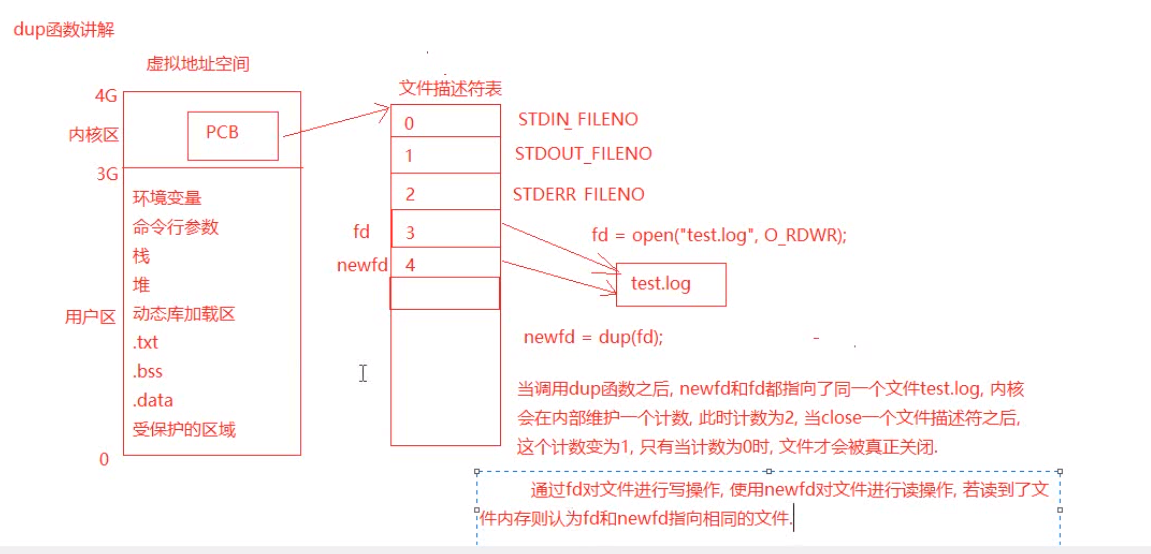 dup函数讲解
虚拟地址空间
4G
内核区
PCB
3G
环境变量
命令行参数
栈
堆
用户区
动态库加载区
.txt
.bss
.data
受保护的区域
0
文件描述符表
0
STDIN_FILENO
1
STDOUT_FILENO
2
STDERR FILENO
fd
3
newfd
4
fd = open("test.log", O_RDWR);
test.log
newfd = dup(fd);
当调用dup函数之后, newfd和fd都指向了同一个文件test.log, 内核
会在内部维护一个计数, 此时计数为2, 当close一个文件描述符之后,
这个计数变为1, 只有当计数为0时, 文件才会被真正关闭.
通过fd对文件进行写操作, 使用newfd对文件进行读操作, 若读到了文
件内存则认为fd和newfd指向相同的文件.